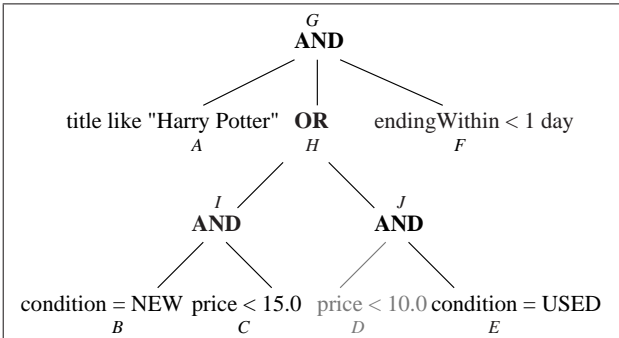 G
AND
title like "Harry Potter" OR endingWithin < 1 day
A H F
I J
AND AND
condition = NEW price < 15.0 price < 10.0 condition = USED
B C D E